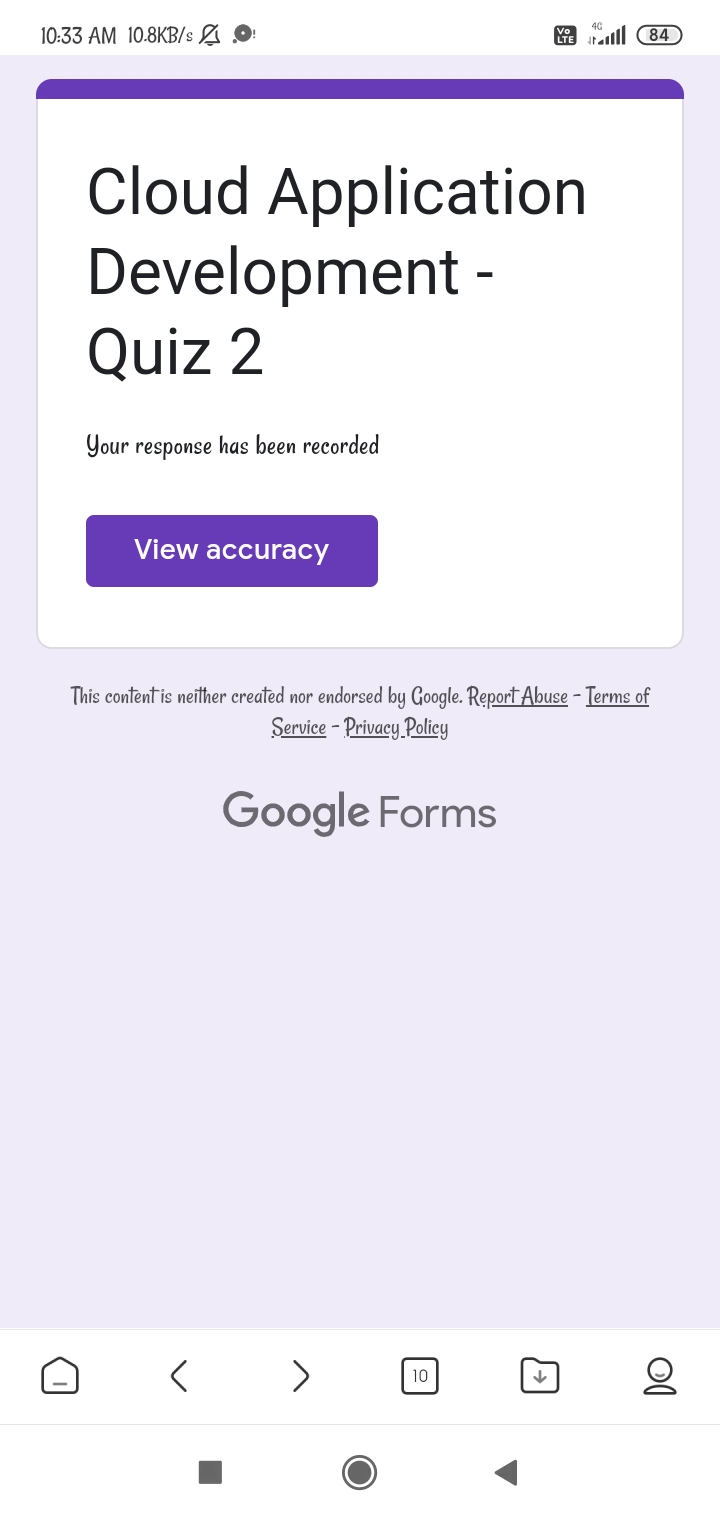 10:33 AM 10.8KB/s
Vo LTE 4G 84
Cloud Application
Development -
Quiz 2
Your response has been recorded
View accuracy
This content is neither created nor endorsed by Google. Report Abuse - Terms of
Service - Privacy Policy
Google Forms
10